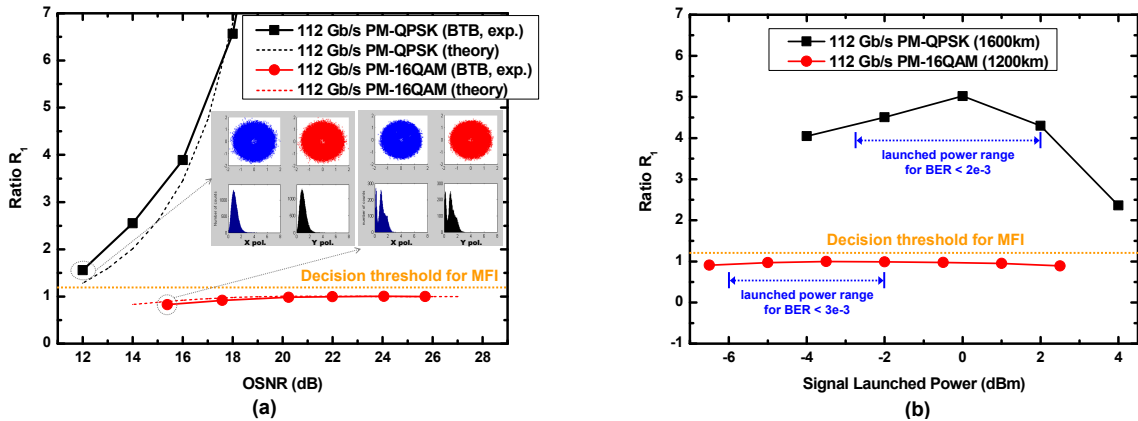 112 Gb/s PM-QPSK (BTB, exp.)
112 Gb/s PM-QPSK (theory)
112 Gb/s PM-16QAM (BTB, exp.)
112 Gb/s PM-16QAM (theory)
7
6
5
4
3
2
1
0
Ratio R1
X pol.
Y pol.
X pol.
Y pol.
Decision threshold for MFI
12 14 16 18 20 22 24 26 28
OSNR (dB)
(a)
112 Gb/s PM-QPSK (1600km)
112 Gb/s PM-16QAM (1200km)
7
6
5
4
3
2
1
0
-1
Ratio R1
launched power range
for BER < 2e-3
Decision threshold for MFI
launched power range
for BER < 3e-3
-6 -4 -2 0 2 4
Signal Launched Power (dBm)
(b)